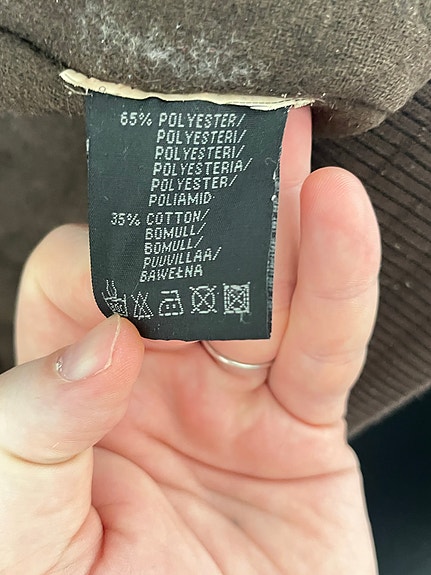 65% POLYESTER/
POLYESTERI/
POLYESTERI/
POLYESTERIA/
POLYESTER/
POLIAMID
35% COTTON/
BOMULL/
BOMULL/
PUUVILLAA/
BAWEŁNA